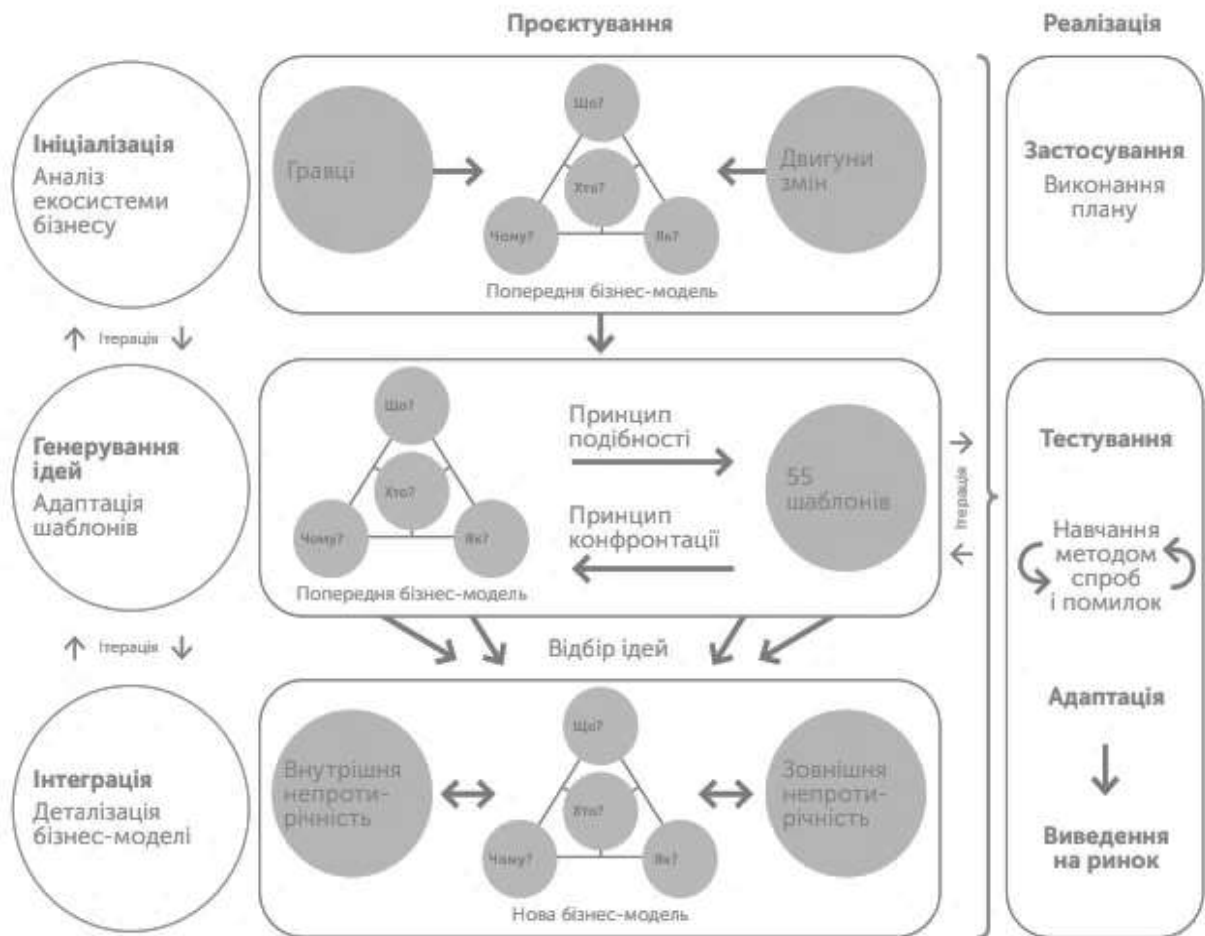 Проєктування
Реалізація
Ініціалізація
Аналіз
екосистеми
бізнесу
Гравці
Що?
Хто?
Чому?
Як?
Двигуни
змін
Попередня бізнес-модель
Застосування
Виконання
плану
Ітерація
Генерування
ідей
Адаптація
шаблонів
Що?
Хто?
Чому?
Як?
Попередня бізнес-модель
Принцип
подібності
Принцип
конфронтації
55
шаблонів
Ітерація
Тестування
Навчання
методом
спроб
і помилок
Ітерація
Відбір ідей
Адаптація
Інтеграція
Деталізація
бізнес-моделі
Внутрішня
непроти-
річність
Що?
Хто?
Чому?
Як?
Зовнішня
непроти-
річність
Нова бізнес-модель
Виведення
на ринок